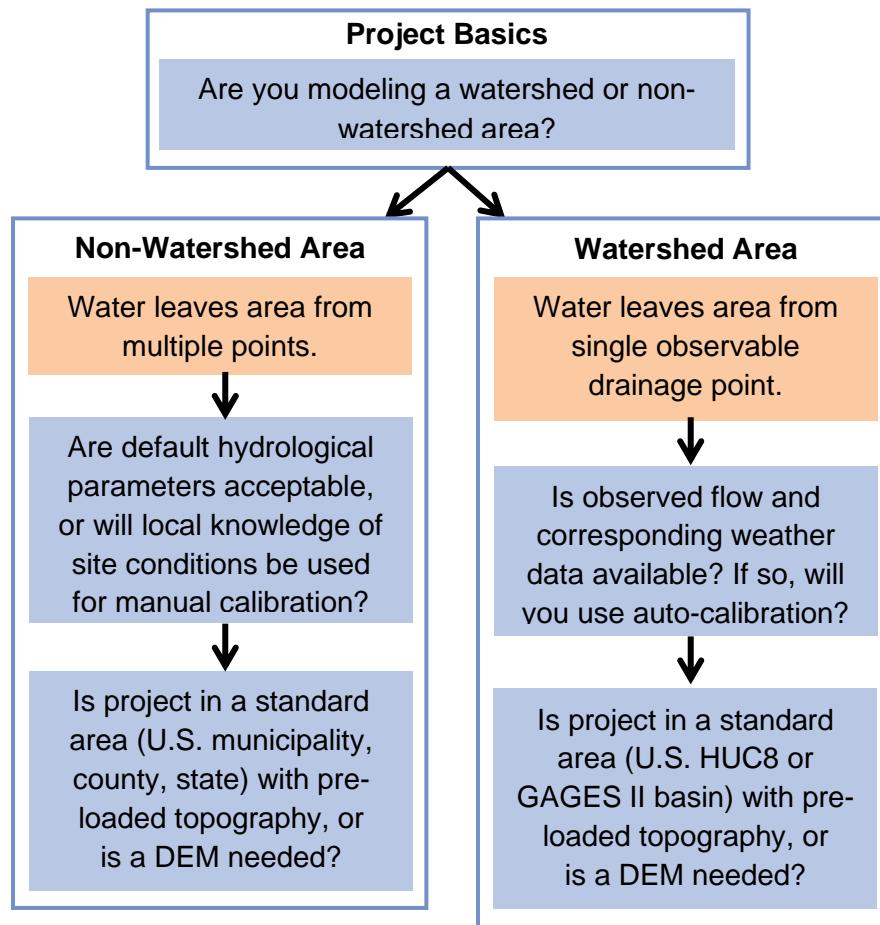 Project Basics
Are you modeling a watershed or non-
watershed area?
Non-Watershed Area
Water leaves area from
multiple points.
Are default hydrological
parameters acceptable,
or will local knowledge of
site conditions be used
for manual calibration?
Is project in a standard
area (U.S. municipality,
county, state) with pre-
loaded topography, or
is a DEM needed?
Watershed Area
Water leaves area from
single observable
drainage point.
Is observed flow and
corresponding weather
data available? If so, will
you use auto-calibration?
Is project in a standard
area (U.S. HUC8 or
GAGES II basin) with pre-
loaded topography, or
is a DEM needed?